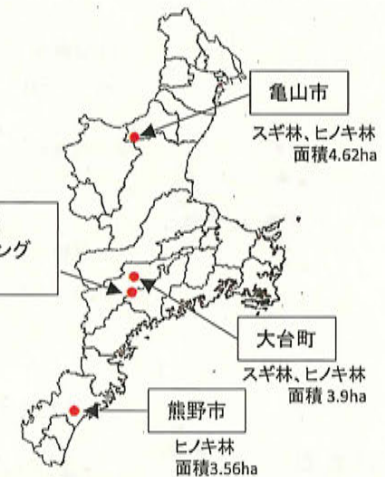 亀山市
スギ林、ヒノキ林
面積4.62ha
ング
大台町
スギ林、ヒノキ林
面積 3.9ha
熊野市
ヒノキ林
面積3.56ha